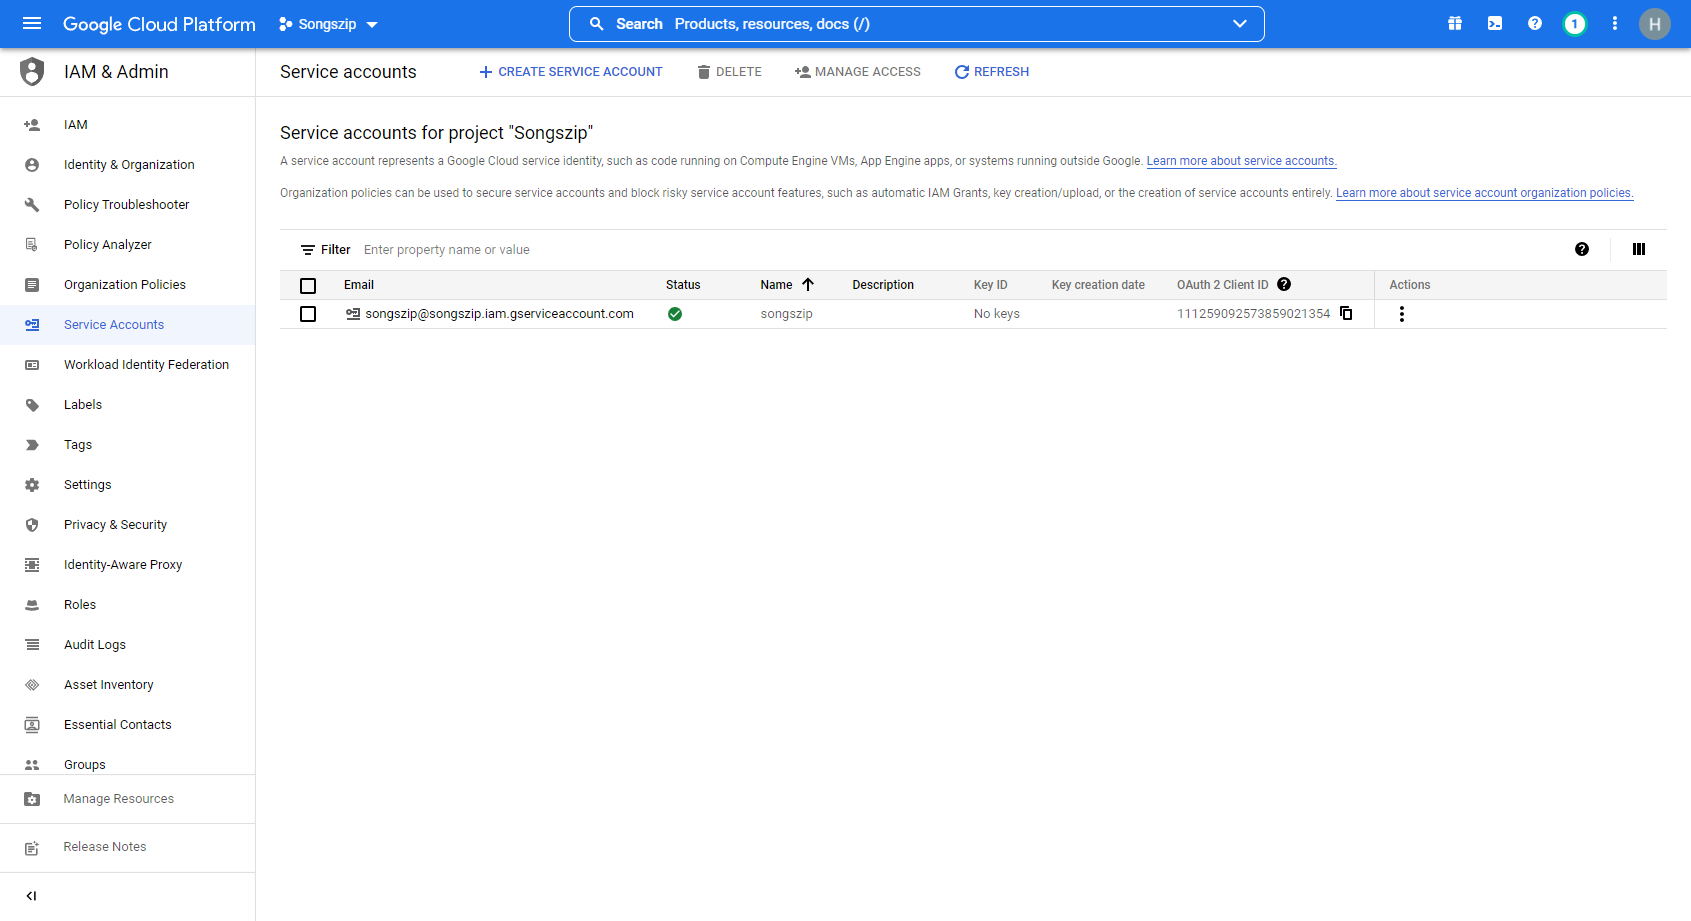 Google Cloud Platform
Songszip
Search Products, resources, docs (/)
1
H
IAM & Admin
Service accounts
CREATE SERVICE ACCOUNT
DELETE
MANAGE ACCESS
REFRESH
IAM
Identity & Organization
Policy Troubleshooter
Policy Analyzer
Organization Policies
Service Accounts
Workload Identity Federation
Labels
Tags
Settings
Privacy & Security
Identity-Aware Proxy
Roles
Audit Logs
Asset Inventory
Essential Contacts
Groups
Manage Resources
Release Notes
Service accounts for project "Songszip"
A service account represents a Google Cloud service identity, such as code running on Compute Engine VMs, App Engine apps, or systems running outside Google. Learn more about service accounts.
Organization policies can be used to secure service accounts and block risky service account features, such as automatic IAM Grants, key creation/upload, or the creation of service accounts entirely. Learn more about service account organization policies.
Filter Enter property name or value
Email Status Name Description Key ID Key creation date OAuth 2 Client ID Actions
songszip@songszip.iam.gserviceaccount.com songszip No keys 111259092573859021354